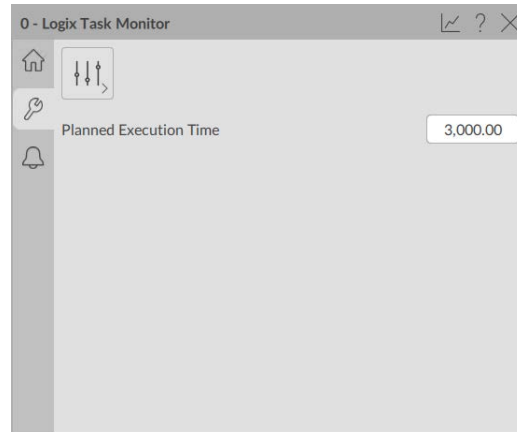 0 - Logix Task Monitor ?
Planned Execution Time 3,000.00